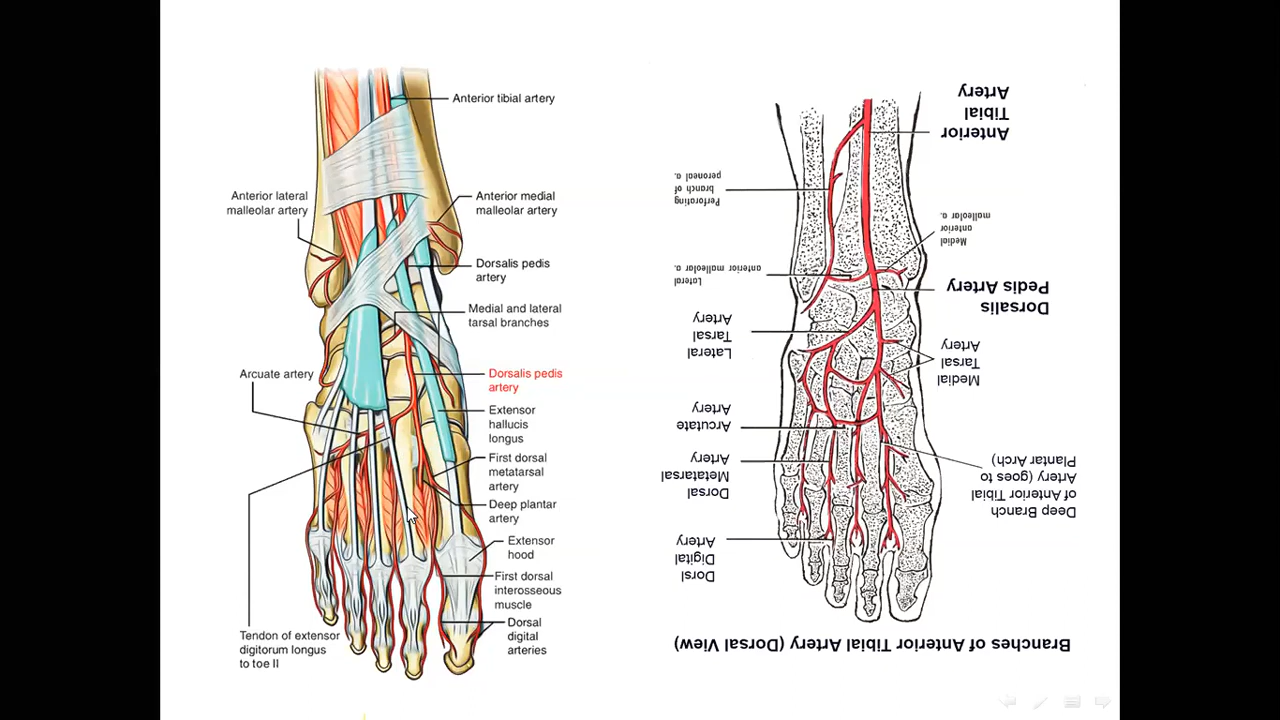 Anterior tibial artery
Anterior lateral
malleolar artery
Anterior medial
malleolar artery
Dorsalis pedis
artery
Medial and lateral
tarsal branches
Arcuate artery
Dorsalis pedis
artery
Extensor
hallucis
longus
First dorsal
metatarsal
artery
Deep plantar
artery
Extensor
hood
First dorsal
interosseous
muscle
Dorsal
digital
arteries
Tendon of extensor
digitorum longus
to toe II
Anterior
Tibial
Artery
Perforating
branch of
peroneal a.
Medial
anterior
malleolar a.
Lateral
anterior malleolar a.
Dorsalis
Pedis Artery
Lateral
Tarsal
Artery
Medial
Tarsal
Artery
Arcutate
Artery
Dorsal
Metatarsal
Artery
Deep Branch
of Anterior Tibial
Artery (goes to
Plantar Arch)
Dorsl
Digital
Artery
Branches of Anterior Tibial Artery (Dorsal View)